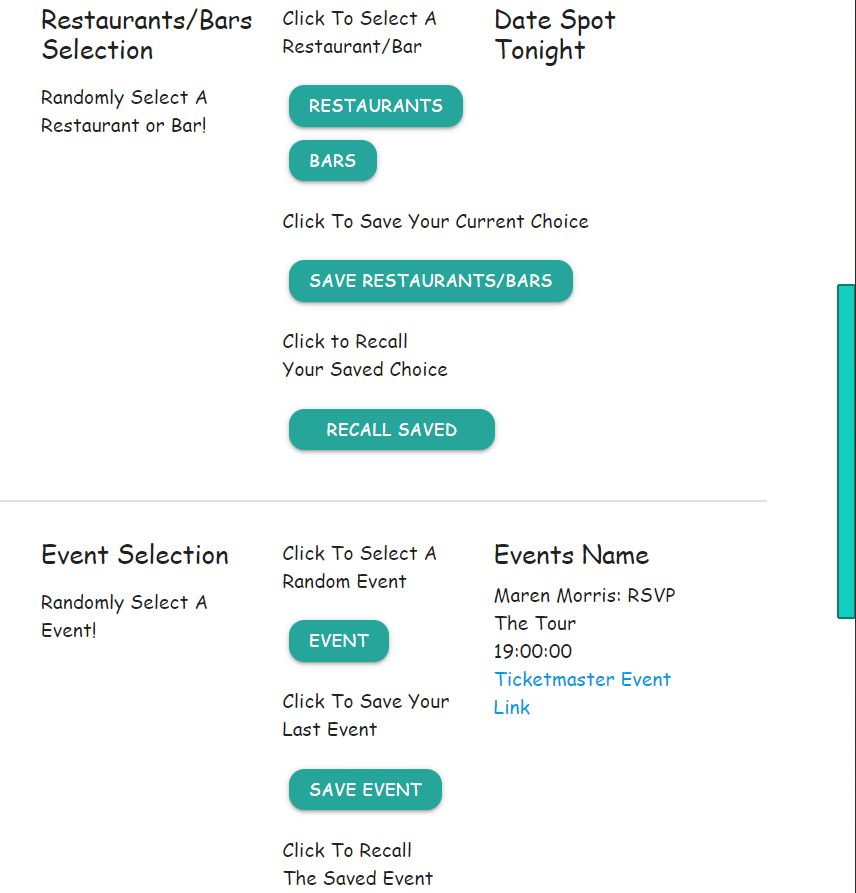 Restaurants/Bars
Selection
Randomly Select A
Restaurant or Bar!
Click To Select A
Restaurant/Bar
RESTAURANTS
BARS
Click To Save Your Current Choice
SAVE RESTAURANTS/BARS
Click to Recall
Your Saved Choice
RECALL SAVED
Date Spot
Tonight
Event Selection
Randomly Select A
Event!
Click To Select A
Random Event
EVENT
Click To Save Your
Last Event
SAVE EVENT
Click To Recall
The Saved Event
Events Name
Maren Morris: RSVP
The Tour
19:00:00
Ticketmaster Event
Link